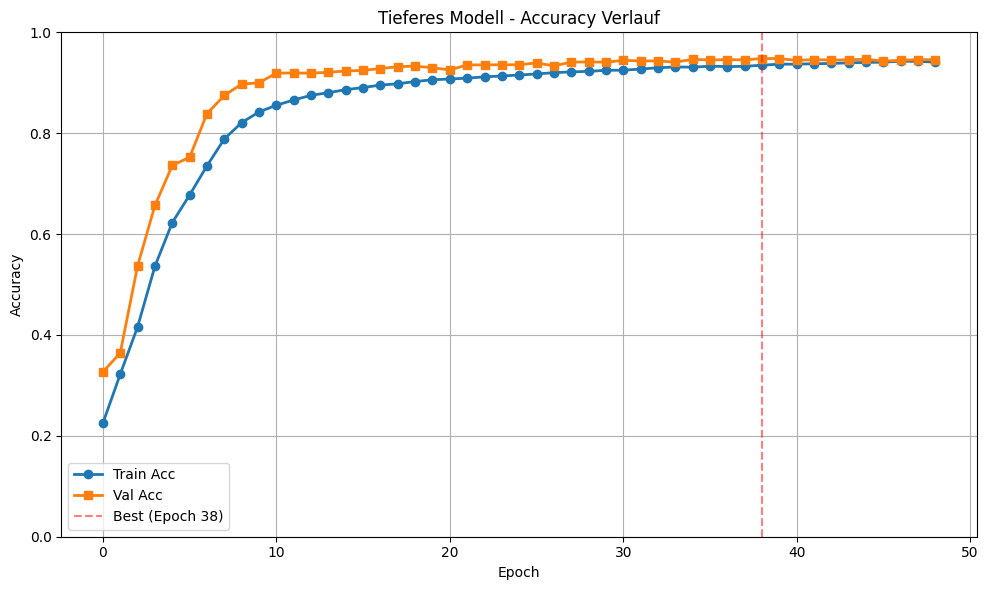 Tieferes Modell - Accuracy Verlauf
1.0
0.8
0.6
0.4
0.2
0.0
Accuracy
Train Acc
Val Acc
Best (Epoch 38)
0 10 20 30 40 50
Epoch